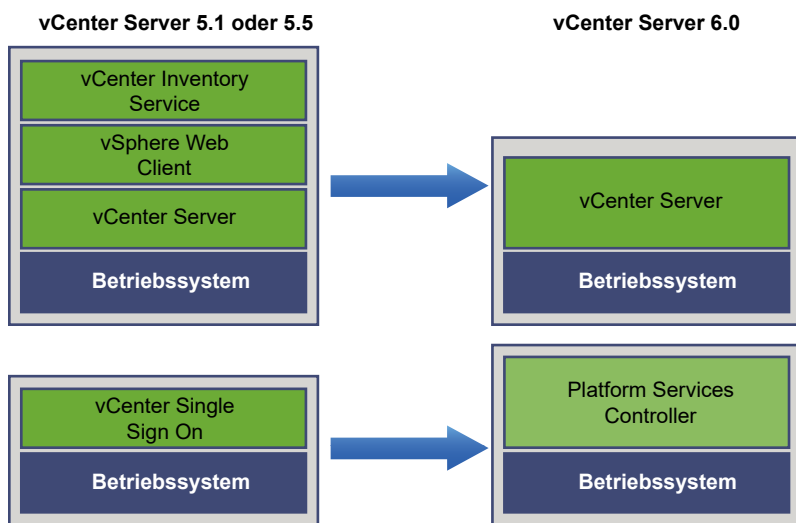 vCenter Server 5.1 oder 5.5
vCenter Server 6.0
vCenter Inventory
Service
vSphere Web
Client
vCenter Server
Betriebssystem
vCenter Server
Betriebssystem
vCenter Single
Sign On
Betriebssystem
Platform Services
Controller
Betriebssystem